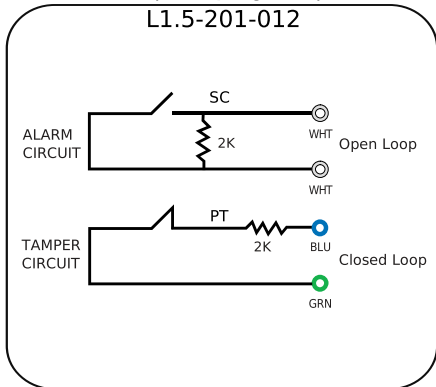 L1.5-201-012
SC
ALARM
CIRCUIT
2K
WHT
Open Loop
WHT
PT
TAMPER
CIRCUIT
2K
BLU
Closed Loop
GRN